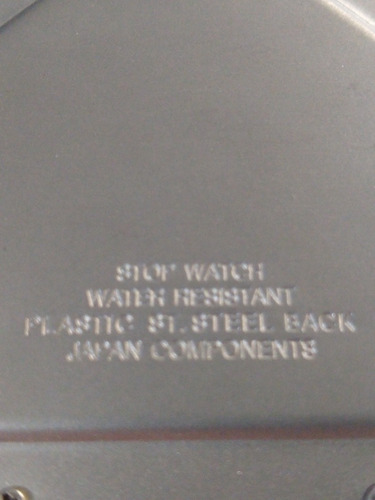 STOP WATCH
WATER RESISTANT
PLASTIC ST. STEEL BACK
JAPAN COMPONENTS